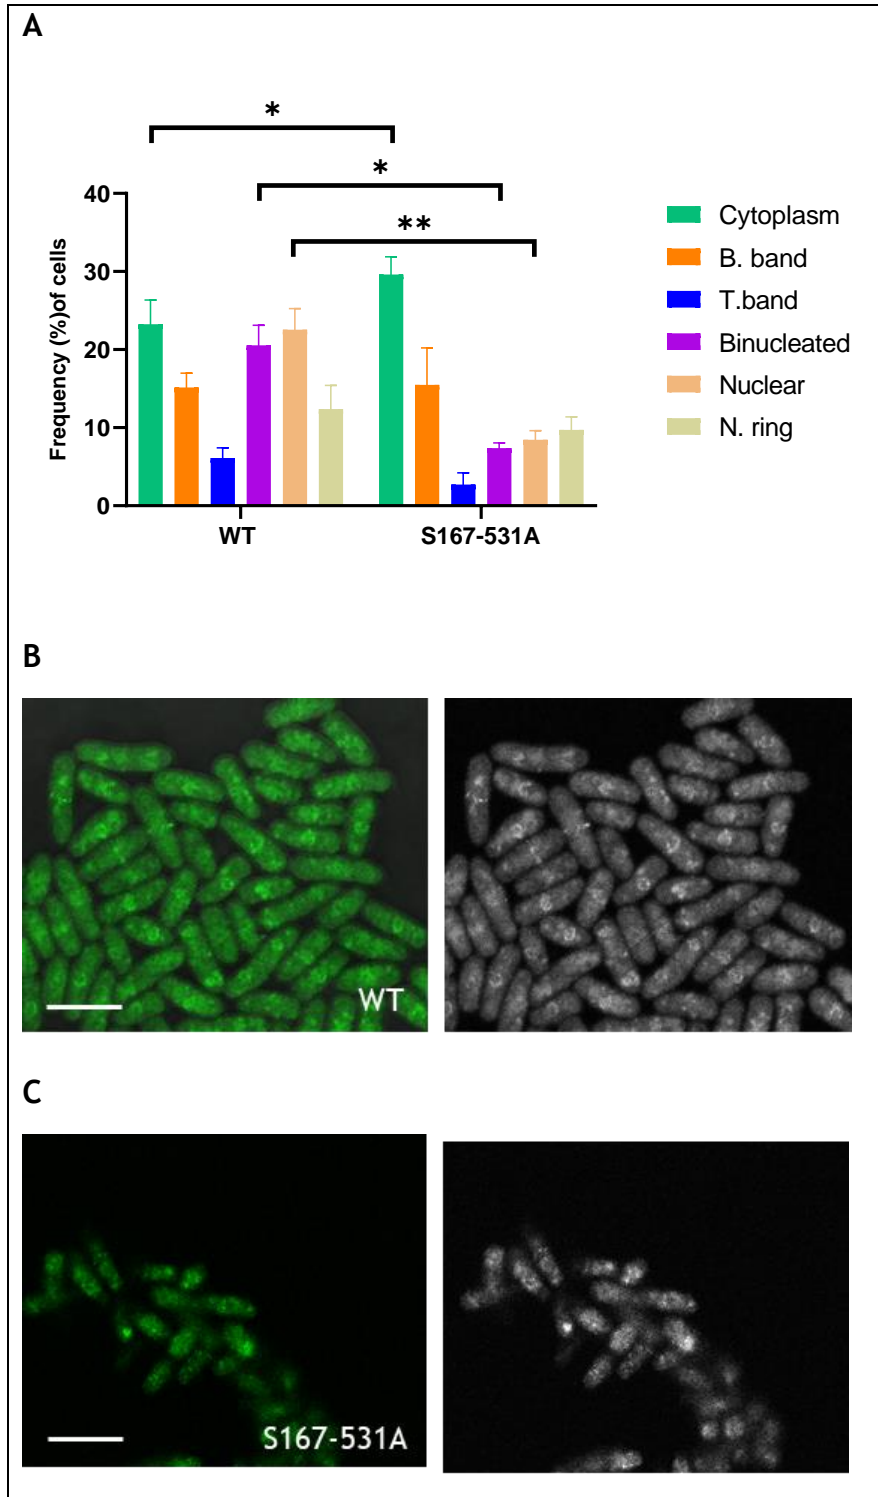 A
*
*
**
40
30
20
10
0
Frequency (%)of cells
WT
S167-531A
Cytoplasm
B. band
T.band
Binucleated
Nuclear
N. ring
B
WT
C
S167-531A